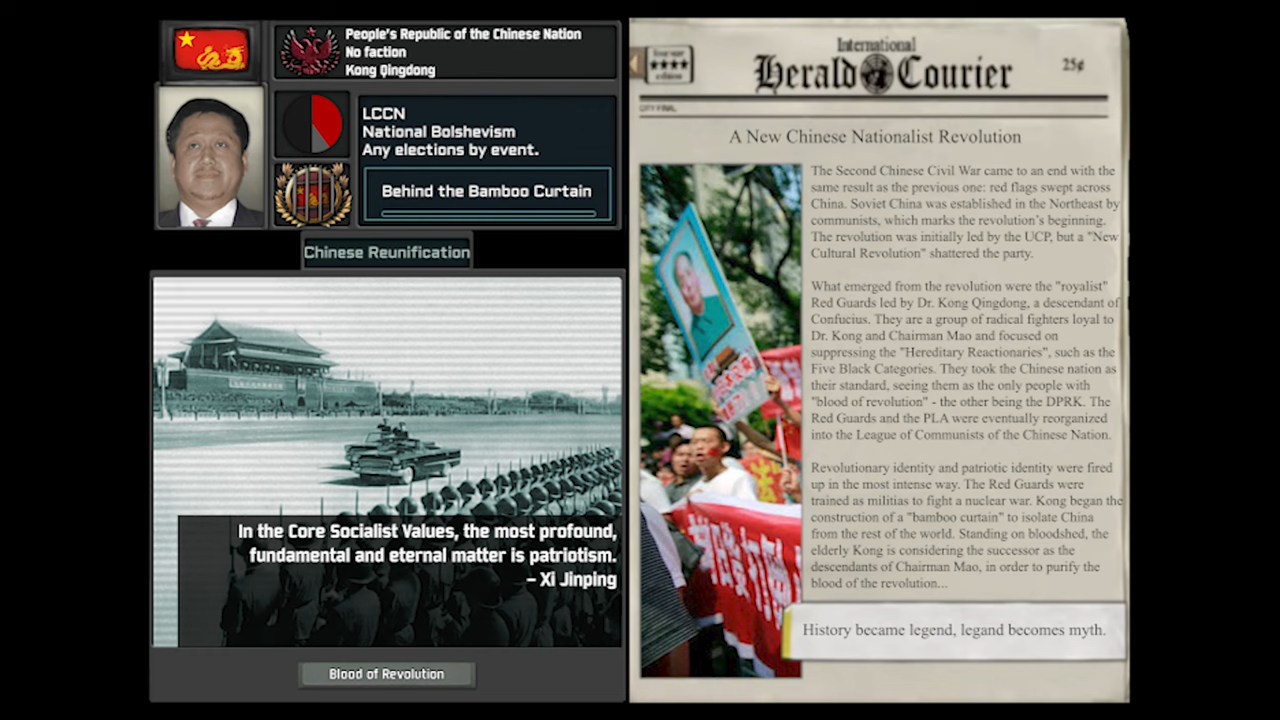 People's Republic of the Chinese Nation
No faction
Kong Qingdong
LCCN
National Bolshevism
Any elections by event.
Behind the Bamboo Curtain
Chinese Reunification
In the Core Socialist Values, the most profound,
fundamental and eternal matter is patriotism.
– Xi Jinping
Blood of Revolution
International
Herald Courier
25¢
CITY FINAL
A New Chinese Nationalist Revolution
The Second Chinese Civil War came to an end with the
same result as the previous one: red flags swept across
China. Soviet China was established in the Northeast by
communists, which marks the revolution's beginning.
The revolution was initially led by the UCP, but a "New
Cultural Revolution" shattered the party.
What emerged from the revolution were the "royalist"
Red Guards led by Dr. Kong Qingdong, a descendant of
Confucius. They are a group of radical fighters loyal to
Dr. Kong and Chairman Mao and focused on
suppressing the "Hereditary Reactionaries", such as the
Five Black Categories. They took the Chinese nation as
their standard, seeing them as the only people with
"blood of revolution" - the other being the DPRK. The
Red Guards and the PLA were eventually reorganized
into the League of Communists of the Chinese Nation.
Revolutionary identity and patriotic identity were fired
up in the most intense way. The Red Guards were
trained as militias to fight a nuclear war. Kong began the
construction of a "bamboo curtain" to isolate China
from the rest of the world. Standing on bloodshed, the
elderly Kong is considering the successor as the
descendants of Chairman Mao, in order to purify the
blood of the revolution...
History became legend, legand becomes myth.